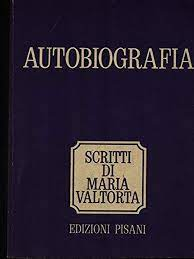 AUTOBIOGRAFIA
SCRITTI
DI
MARIA
VALTORTA
EDIZIONI PISANI